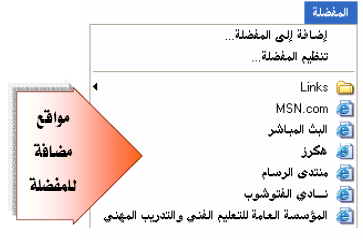 المفضلة
إضافة إلى المفضلة...
تنظيم المفضلة...
Links
MSN.com
البث المباشر
هكرز
منتدى الرسام
نادي الفتوشوب
المؤسسة العامة للتعليم الفني والتدريب المهني
مواقع
مضافة
للمفضلة